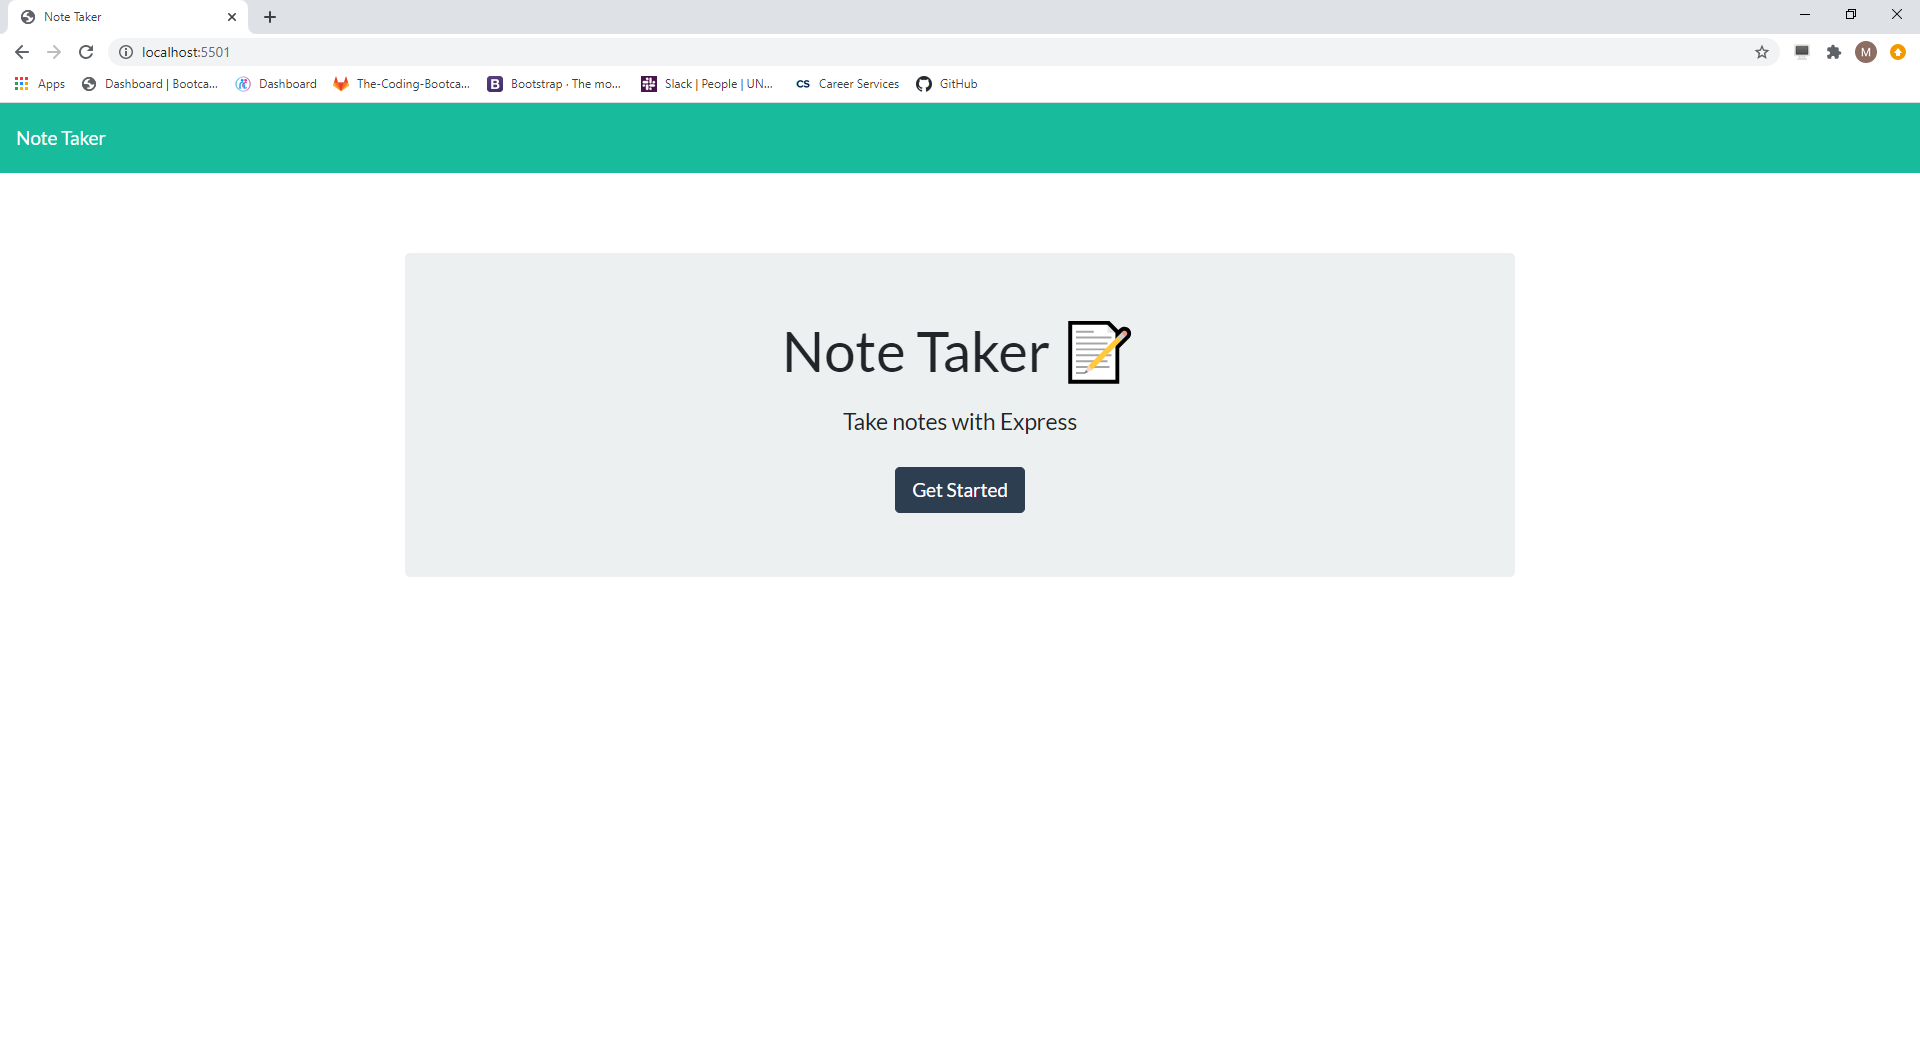 Note Taker
localhost:5501
M
Apps
Dashboard | Bootca...
Dashboard
The-Coding-Bootca...
B
Bootstrap · The mo...
Slack | People | UN...
CS
Career Services
GitHub
Note Taker
Note Taker
Take notes with Express
Get Started